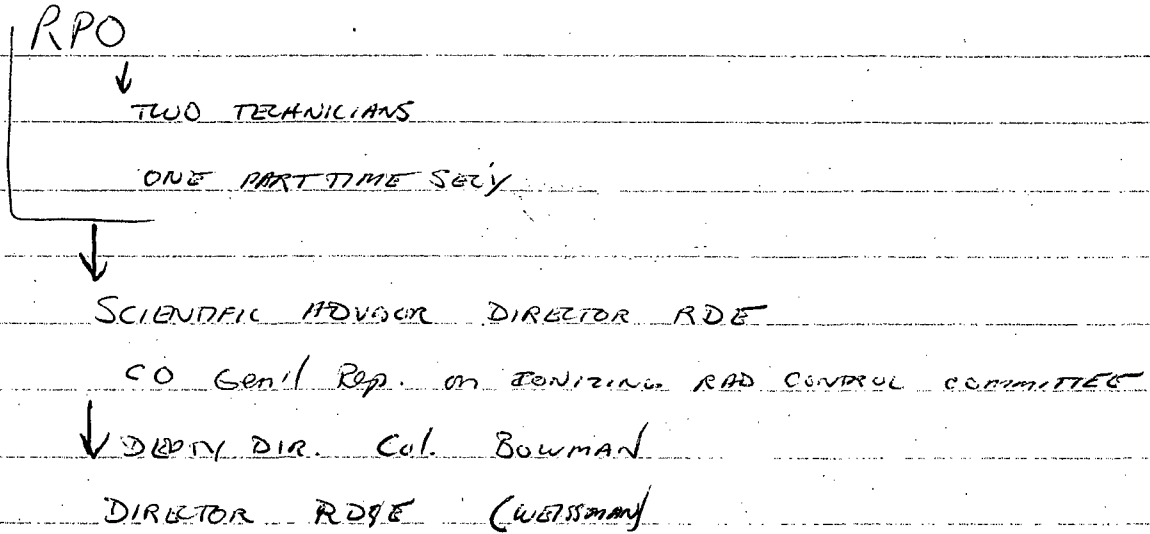 RPO
TWO TECHNICIANS
ONE PART TIME SEC'Y
SCIENTIFIC ADVISOR DIRECTOR RDE
CO Gen'l Rep. on IONIZING RAD CONTROL COMMITTEE
DEPTY DIR. Col. BOWMAN
DIRECTOR RD&E (WEISSMAN)